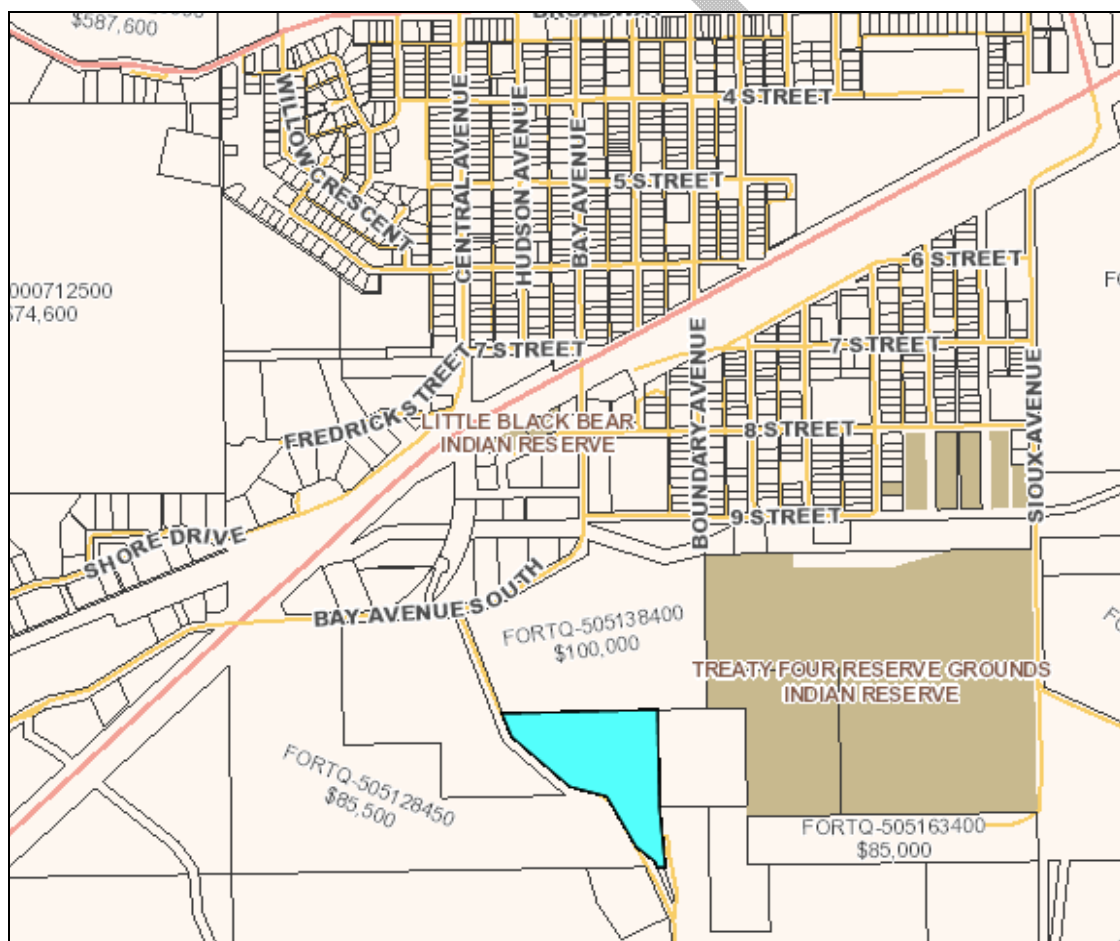 $587,600
4 STREET
WILLOW CRESCENT
CENTRAL AVENUE
HUDSON AVENUE
BAY AVENUE
5 STREET
6 STREET
000712500
674,600
7 STREET
7 STREET
BOUNDARY AVENUE
SIOUX AVENUE
FREDRICK STREET
LITTLE BLACK BEAR
INDIAN RESERVE
8 STREET
9 STREET
SHORE DRIVE
BAY AVENUE SOUTH
FORTQ-505138400
$100,000
TREATY FOUR RESERVE GROUNDS
INDIAN RESERVE
FORTQ-505128450
$85,500
FORTQ-505163400
$85,000